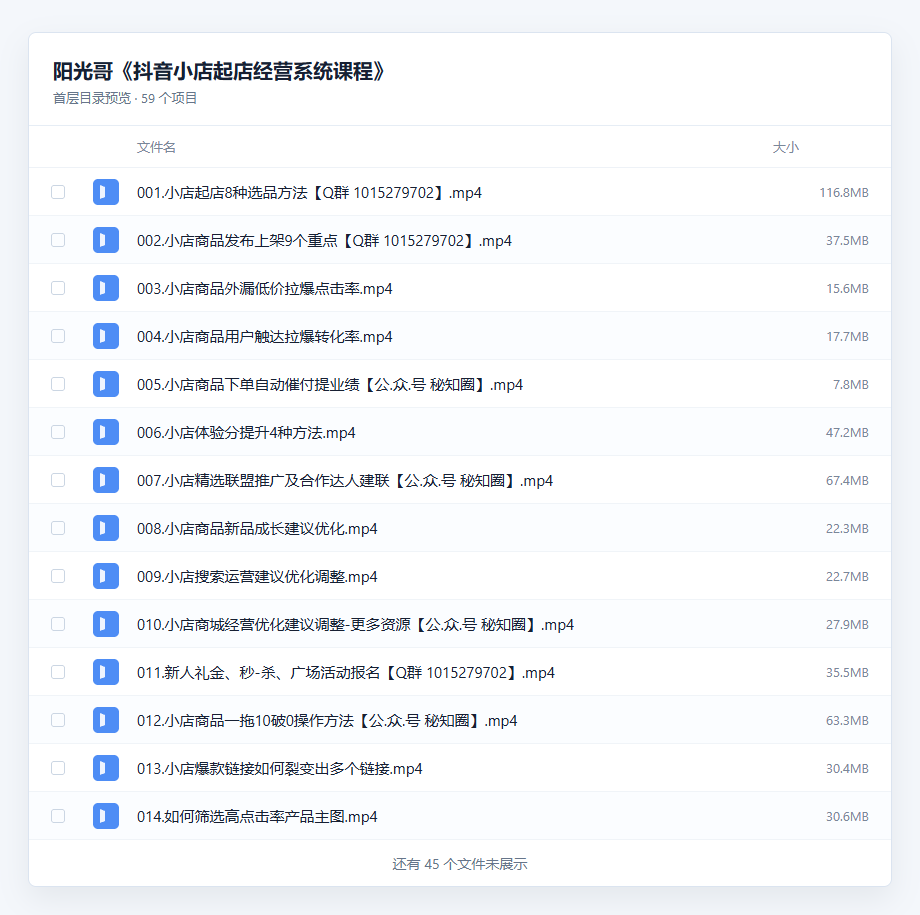 阳光哥《抖音小店起店经营系统课程》
首层目录预览 · 59 个项目
文件名 大小
001.小店起店8种选品方法【Q群 1015279702】.mp4 116.8MB
002.小店商品发布上架9个重点【Q群 1015279702】.mp4 37.5MB
003.小店商品外漏低价拉爆点击率.mp4 15.6MB
004.小店商品用户触达拉爆转化率.mp4 17.7MB
005.小店商品下单自动催付提业绩【公.众.号 秘知圈】.mp4 7.8MB
006.小店体验分提升4种方法.mp4 47.2MB
007.小店精选联盟推广及合作达人建联【公.众.号 秘知圈】.mp4 67.4MB
008.小店商品新品成长建议优化.mp4 22.3MB
009.小店搜索运营建议优化调整.mp4 22.7MB
010.小店商城经营优化建议调整-更多资源【公.众.号 秘知圈】.mp4 27.9MB
011.新人礼金、秒-杀、广场活动报名【Q群 1015279702】.mp4 35.5MB
012.小店商品一拖10破0操作方法【公.众.号 秘知圈】.mp4 63.3MB
013.小店爆款链接如何裂变出多个链接.mp4 30.4MB
014.如何筛选高点击率产品主图.mp4 30.6MB
还有 45 个文件未展示